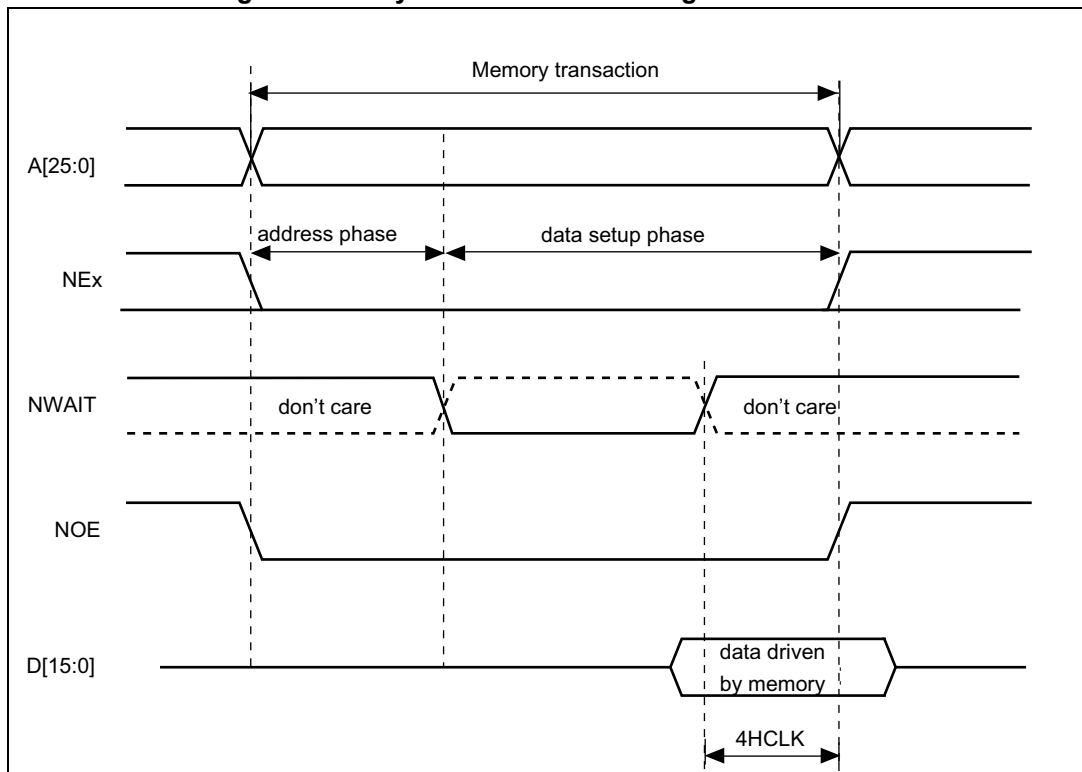 Memory transaction
A[25:0]
address phase
data setup phase
NEx
NWAIT
don't care
don't care
NOE
D[15:0]
data driven
by memory
4HCLK